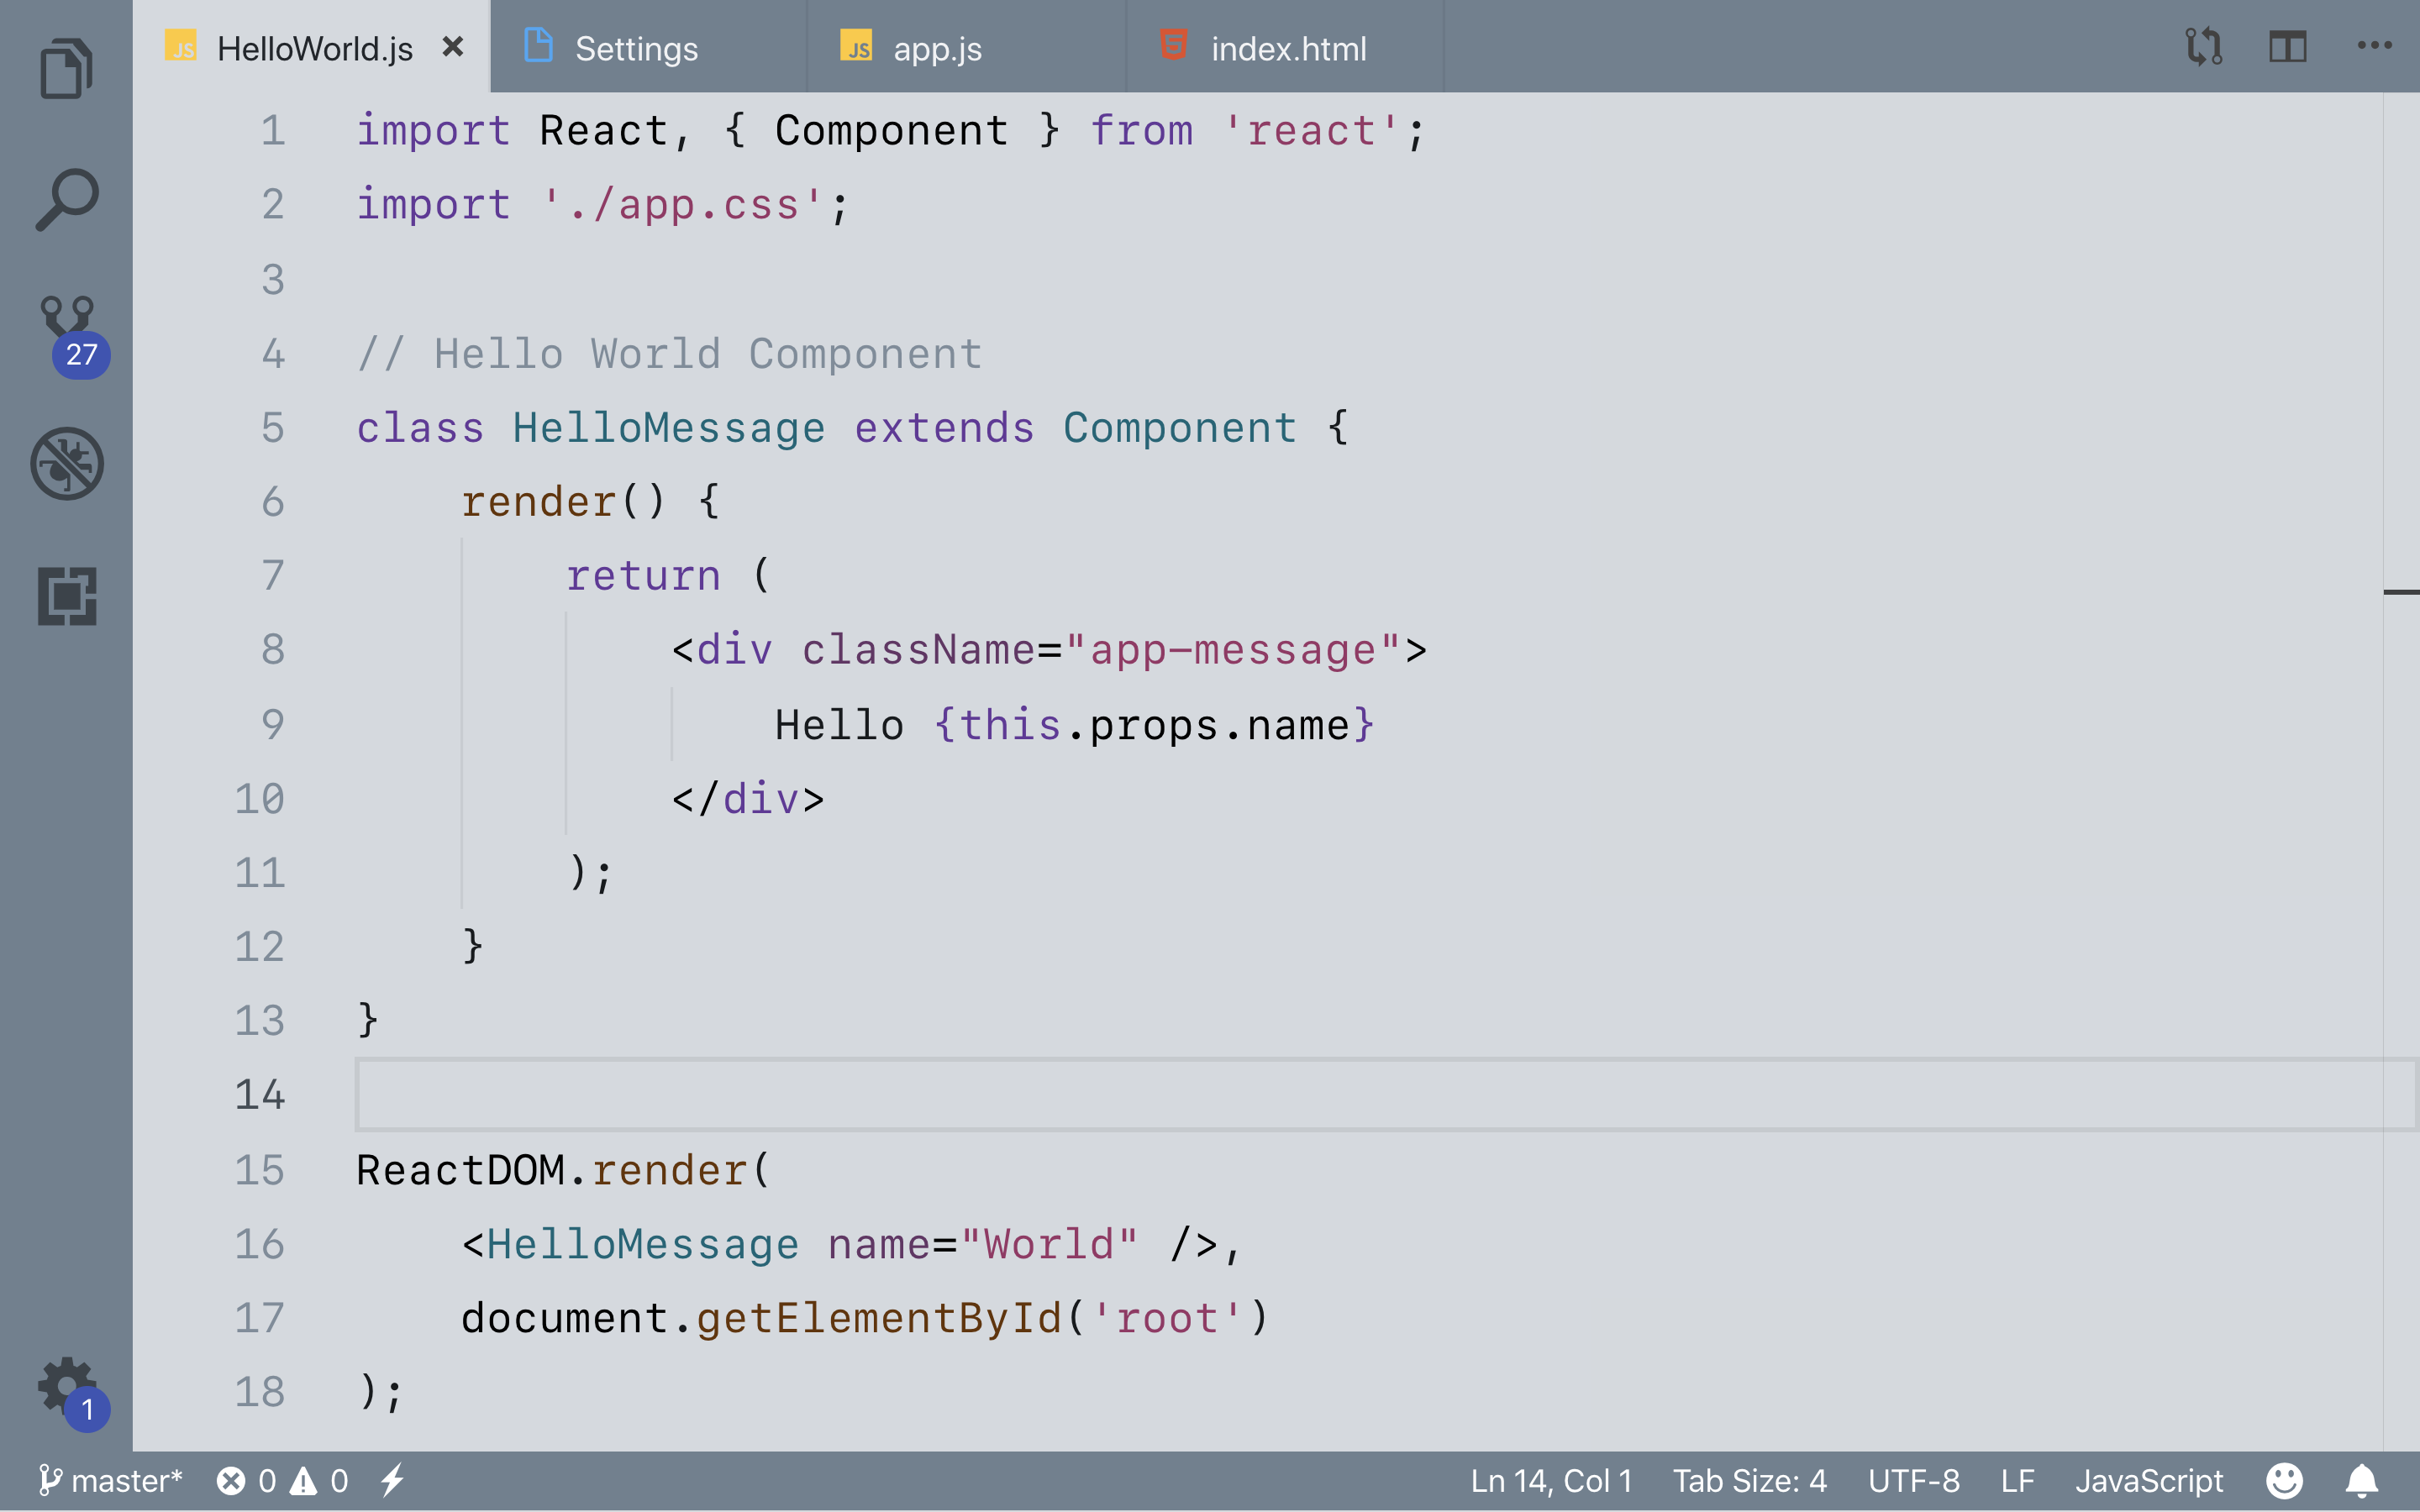 HelloWorld.js Settings app.js index.html
1 import React, { Component } from 'react';
2 import './app.css';
3
4 // Hello World Component
5 class HelloMessage extends Component {
6     render() {
7         return (
8             <div className="app-message">
9                 Hello {this.props.name}
10             </div>
11         );
12     }
13 }
14
15 ReactDOM.render(
16     <HelloMessage name="World" />,
17     document.getElementById('root')
18 );
27
1
master* 0 0 Ln 14, Col 1 Tab Size: 4 UTF-8 LF JavaScript